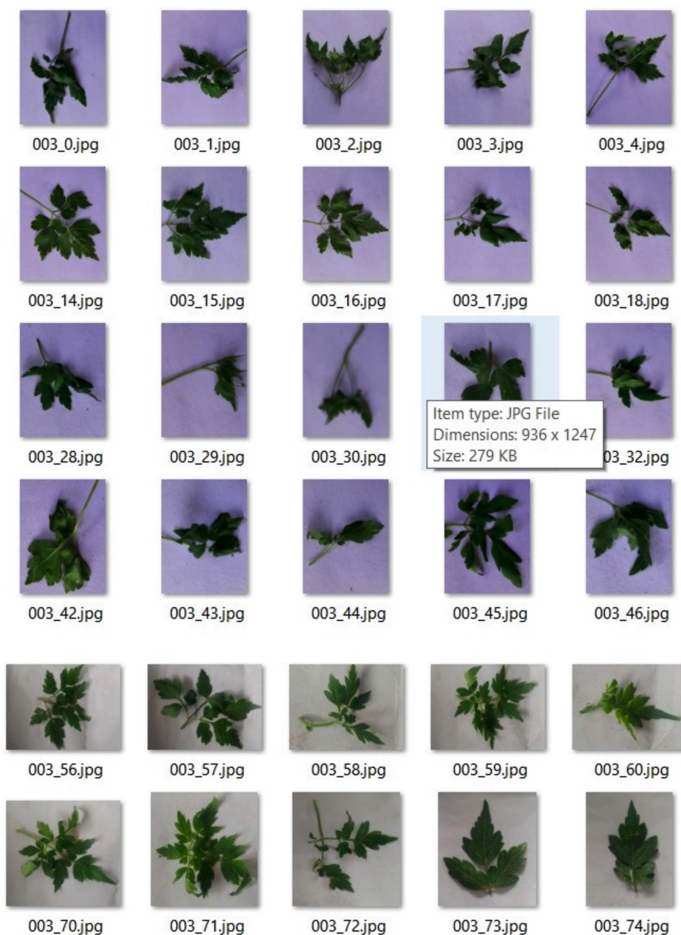 003_0.jpg 003_1.jpg 003_2.jpg 003_3.jpg 003_4.jpg
003_14.jpg 003_15.jpg 003_16.jpg 003_17.jpg 003_18.jpg
003_28.jpg 003_29.jpg 003_30.jpg 03_32.jpg
Item type: JPG File
Dimensions: 936 x 1247
Size: 279 KB
003_42.jpg 003_43.jpg 003_44.jpg 003_45.jpg 003_46.jpg
003_56.jpg 003_57.jpg 003_58.jpg 003_59.jpg 003_60.jpg
003_70.jpg 003_71.jpg 003_72.jpg 003_73.jpg 003_74.jpg